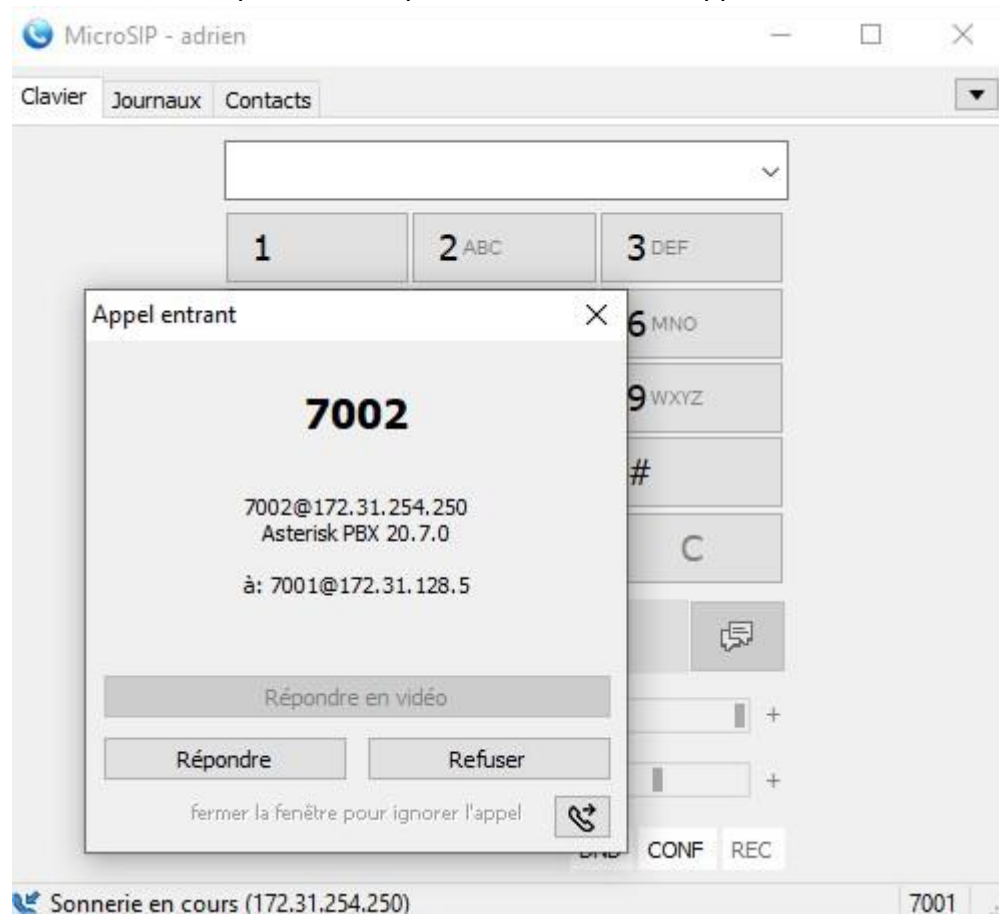 MicroSIP - adrien
Clavier Journaux Contacts
1 2 ABC 3 DEF
Appel entrant
6 MNO
7002
9 WXYZ
#
7002@172.31.254.250
Asterisk PBX 20.7.0
C
à: 7001@172.31.128.5
Répondre en vidéo
+
Répondre Refuser
+
fermer la fenêtre pour ignorer l'appel
CONF REC
Sonnerie en cours (172.31.254.250) 7001